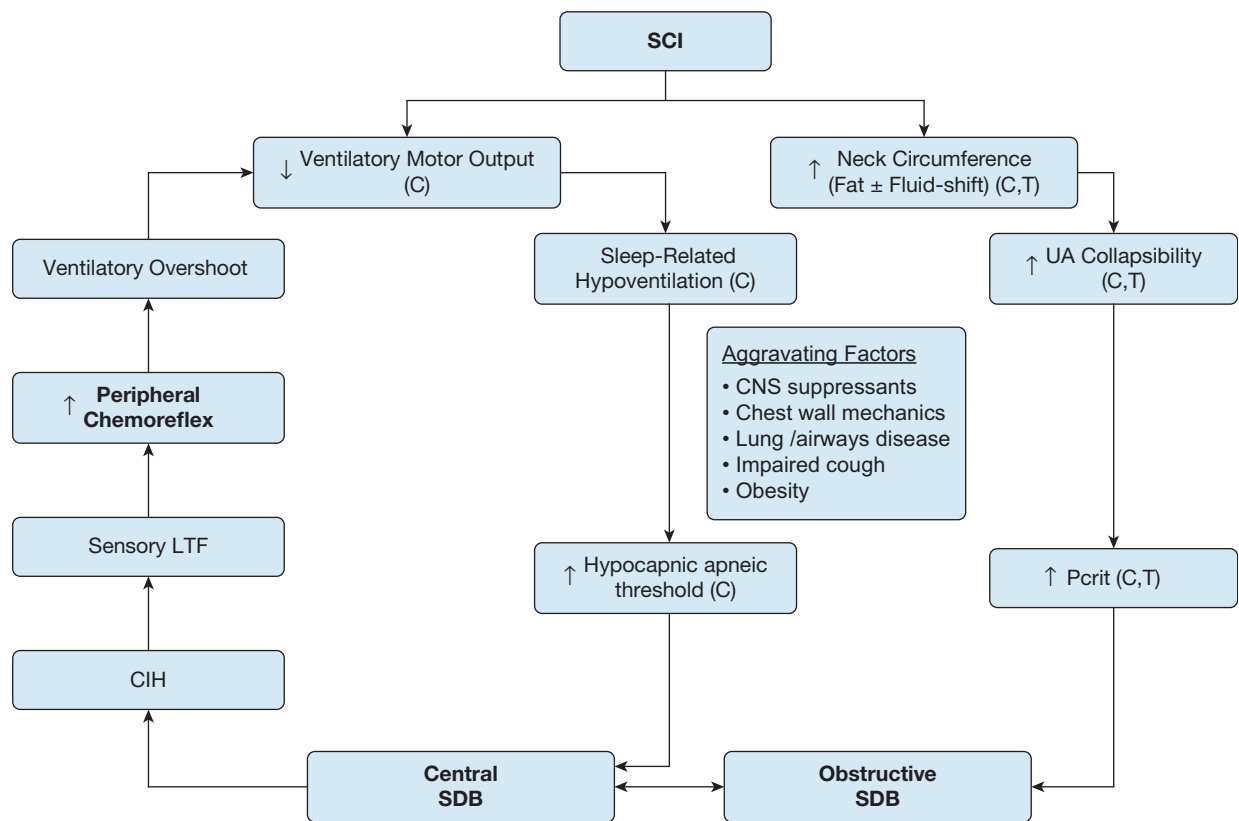 SCI
↓ Ventilatory Motor Output
(C)
↑ Neck Circumference
(Fat ± Fluid-shift) (C,T)
Ventilatory Overshoot
Sleep-Related
Hypoventilation (C)
↑ UA Collapsibility
(C,T)
Aggravating Factors
• CNS suppressants
• Chest wall mechanics
• Lung /airways disease
• Impaired cough
• Obesity
↑ Peripheral
Chemoreflex
Sensory LTF
↑ Hypocapnic apneic
threshold (C)
↑ Pcrit (C,T)
CIH
Central
SDB
Obstructive
SDB